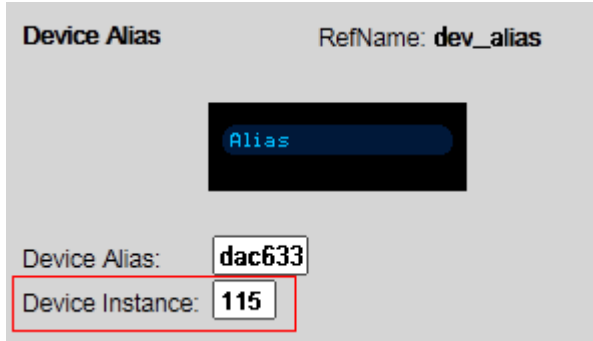 Device Alias RefName: dev_alias
Alias
Device Alias: dac633
Device Instance: 115